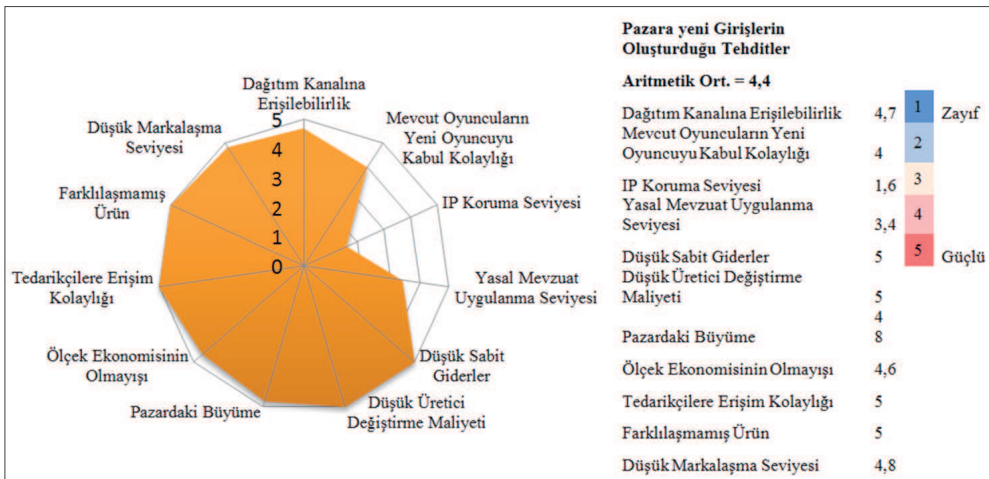 Dağıtım Kanalına
Erişilebilirlik
Mevcut Oyuncuların
Yeni Oyuncuyu
Kabul Kolaylığı
IP Koruma Seviyesi
Yasal Mevzuat
Uygulanma Seviyesi
Düşük Sabit
Giderler
Düşük Üretici
Değiştirme Maliyeti
Pazardaki Büyüme
Ölçek Ekonomisinin
Olmayışı
Tedarikçilere Erişim
Kolaylığı
Farklılaşmamış
Ürün
Düşük Markalaşma
Seviyesi
5
4
3
2
1
0
Pazara yeni Girişlerin
Oluşturduğu Tehditler
Aritmetik Ort. = 4,4
Dağıtım Kanalına Erişilebilirlik 4,7
Mevcut Oyuncuların Yeni
Oyuncuyu Kabul Kolaylığı 4
IP Koruma Seviyesi 1,6
Yasal Mevzuat Uygulanma
Seviyesi 3,4
Düşük Sabit Giderler 5
Düşük Üretici Değiştirme
Maliyeti 5
4
Pazardaki Büyüme 8
Ölçek Ekonomisinin Olmayışı 4,6
Tedarikçilere Erişim Kolaylığı 5
Farklılaşmamış Ürün 5
Düşük Markalaşma Seviyesi 4,8
1 Zayıf
2
3
4
5 Güçlü